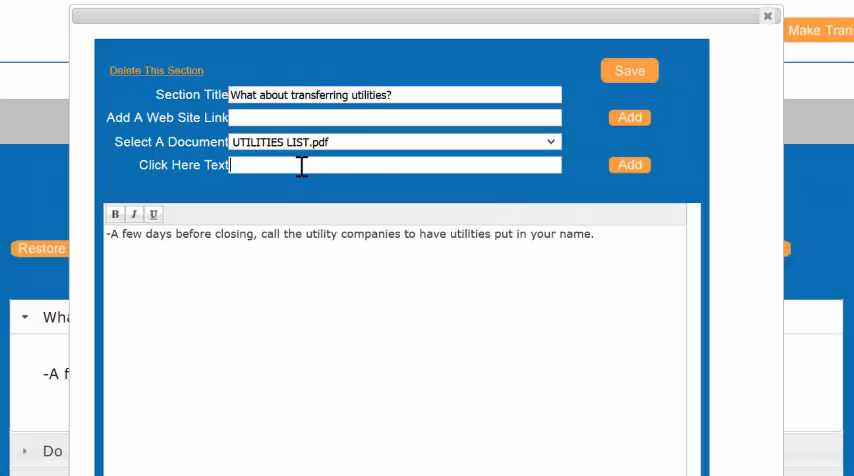 Make Tran
Delete This Section
Save
Section Title What about transferring utilities?
Add A Web Site Link Add
Select A Document UTILITIES LIST.pdf
Click Here Text Add
B I U
-A few days before closing, call the utility companies to have utilities put in your name.
Restore
Wha
-A f
Do